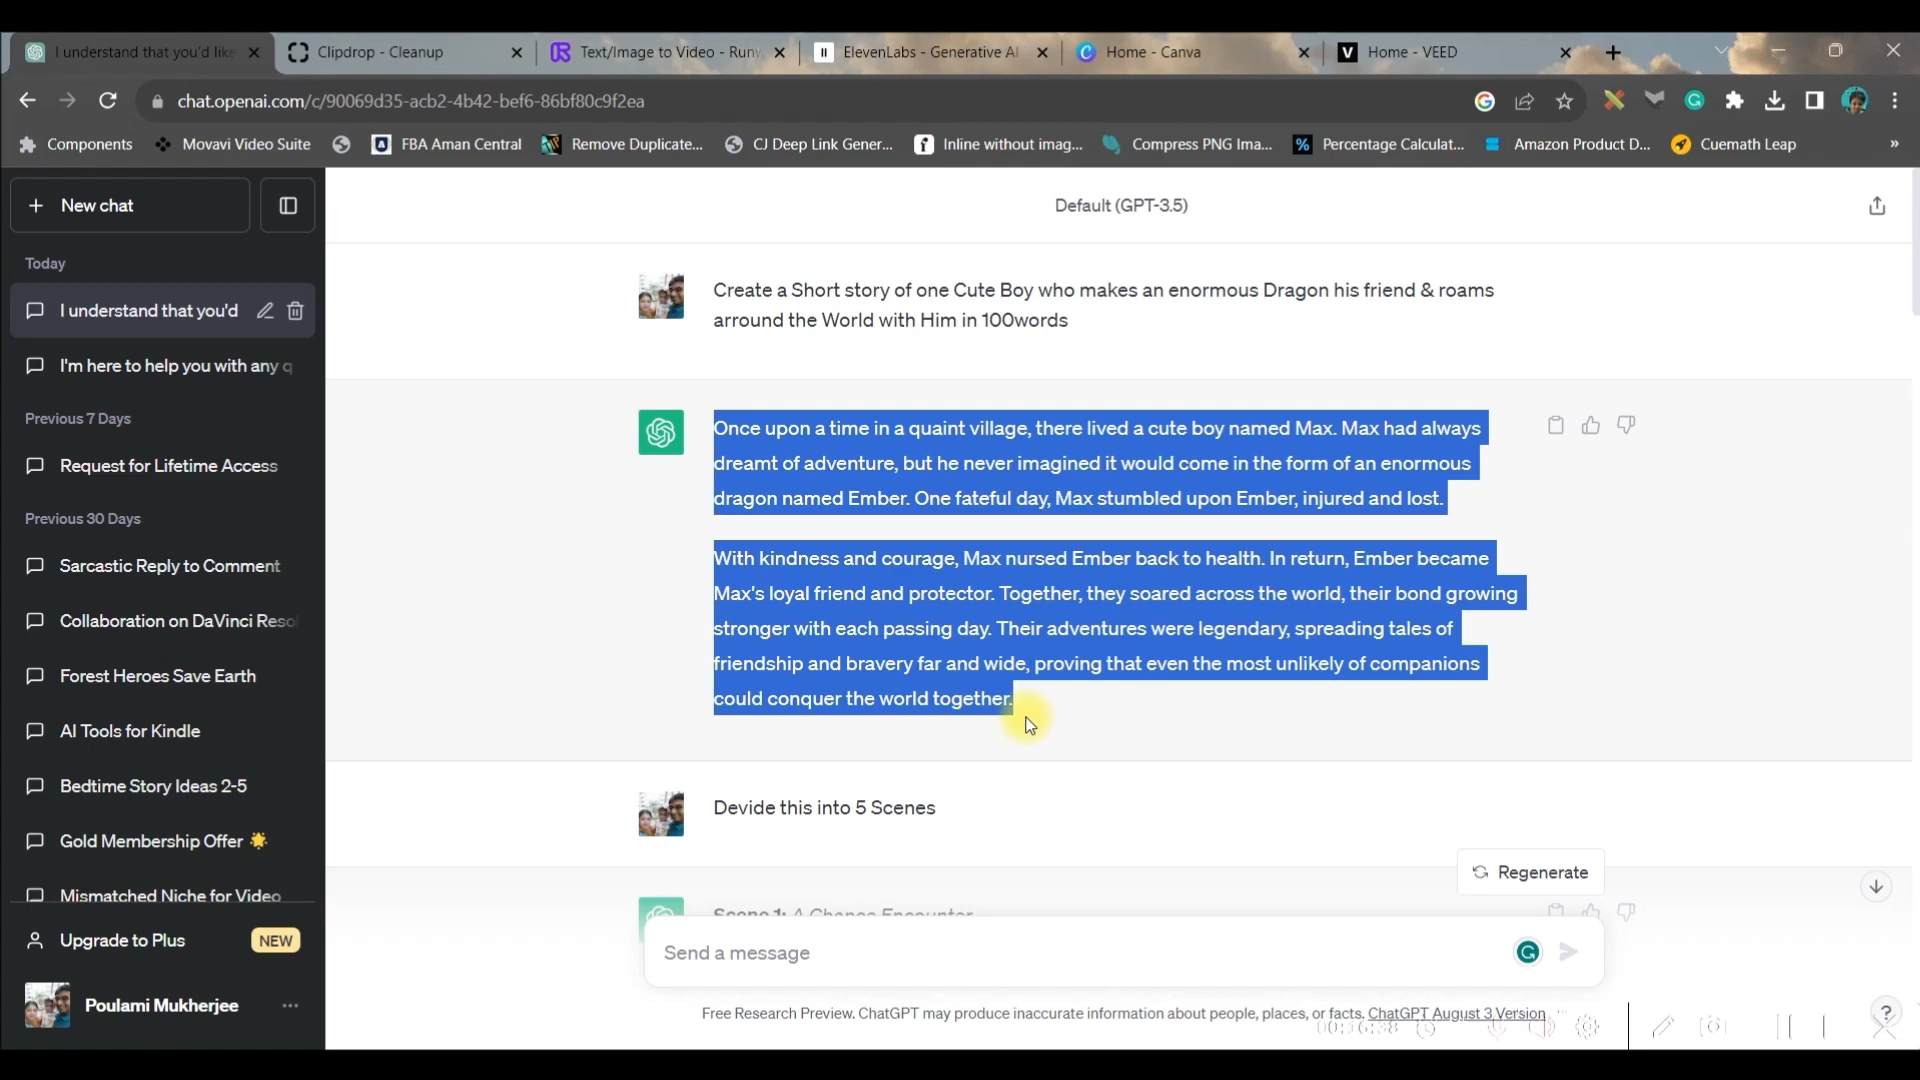 I understand that you'd like
Clipdrop - Cleanup
Text/Image to Video - Runw
ElevenLabs - Generative AI
Home - Canva
Home - VEED
chat.openai.com/c/90069d35-acb2-4b42-bef6-86bf80c9f2ea
Components
Movavi Video Suite
FBA Aman Central
Remove Duplicate...
CJ Deep Link Gener...
Inline without imag...
Compress PNG Ima...
Percentage Calculat...
Amazon Product D...
Cuemath Leap
»
New chat
Default (GPT-3.5)
Today
I understand that you'd
I'm here to help you with any q
Previous 7 Days
Request for Lifetime Access
Previous 30 Days
Sarcastic Reply to Comment
Collaboration on DaVinci Resol
Forest Heroes Save Earth
AI Tools for Kindle
Bedtime Story Ideas 2-5
Gold Membership Offer 🌟
Mismatched Niche for Video
Upgrade to Plus
NEW
Poulami Mukherjee
Create a Short story of one Cute Boy who makes an enormous Dragon his friend & roams
arround the World with Him in 100words
Once upon a time in a quaint village, there lived a cute boy named Max. Max had always
dreamt of adventure, but he never imagined it would come in the form of an enormous
dragon named Ember. One fateful day, Max stumbled upon Ember, injured and lost.
With kindness and courage, Max nursed Ember back to health. In return, Ember became
Max's loyal friend and protector. Together, they soared across the world, their bond growing
stronger with each passing day. Their adventures were legendary, spreading tales of
friendship and bravery far and wide, proving that even the most unlikely of companions
could conquer the world together.
Devide this into 5 Scenes
Regenerate
Scene 1: A Chance Encounter
Send a message
Free Research Preview. ChatGPT may produce inaccurate information about people, places, or facts. ChatGPT August 3 Version
00:16:38
?